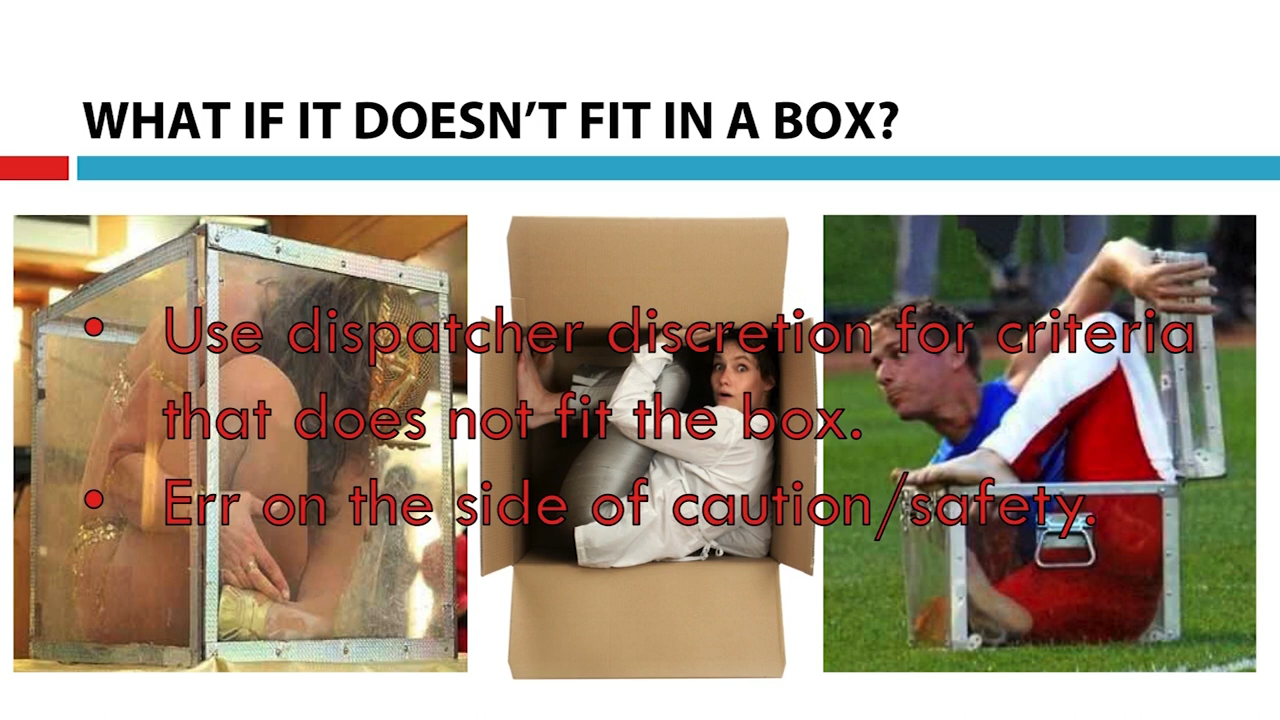 WHAT IF IT DOESN’T FIT IN A BOX?
• Use dispatcher discretion for criteria
that does not fit the box.
• Err on the side of caution/safety.